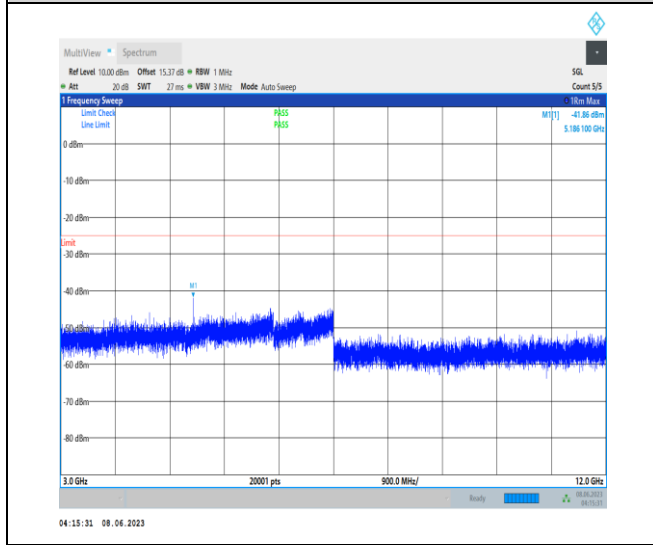 MultiView Spectrum
Ref Level 10.00 dBm Offset 15.37 dB RBW 1 MHz SGL
Att 20 dB SWT 27 ms VBW 3 MHz Mode Auto Sweep Count 5/5
1 Frequency Sweep 1Rm Max
Limit Check PASS M1[1] -41.86 dBm
Line Limit PASS 5.186 100 GHz
0 dBm
-10 dBm
-20 dBm
Limit
-30 dBm
M1
-40 dBm
-50 dBm
-60 dBm
-70 dBm
-80 dBm
3.0 GHz 20001 pts 900.0 MHz/ 12.0 GHz
Ready 08.06.2023
04:15:31
04:15:31 08.06.2023